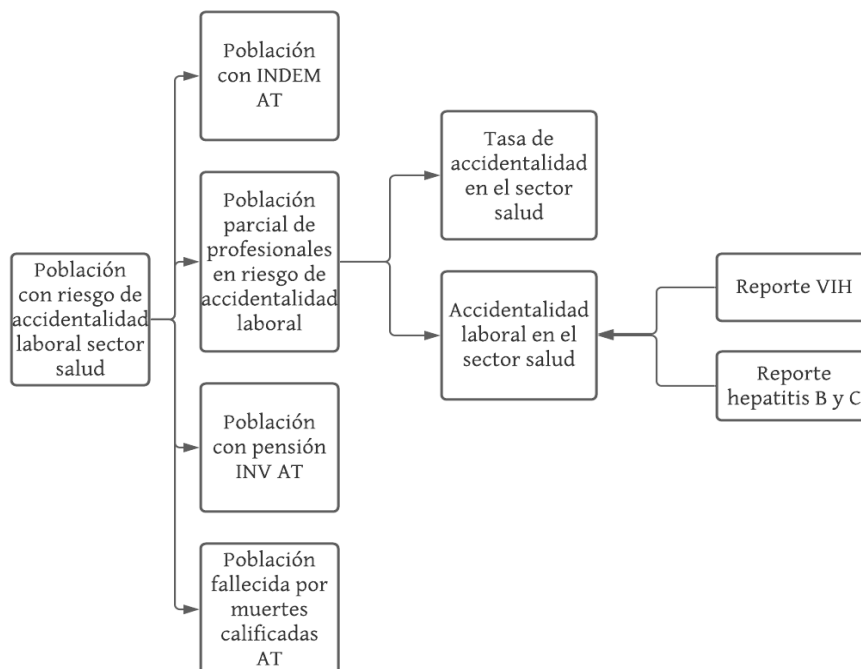 Población
con INDEM
AT
Población
parcial de
profesionales
en riesgo de
accidentalidad
laboral
Tasa de
accidentalidad
en el sector
salud
Población
con riesgo de
accidentalidad
laboral sector
salud
Accidentalidad
laboral en el
sector salud
Reporte VIH
Reporte
hepatitis B y C
Población
con pensión
INV AT
Población
fallecida por
muertes
calificadas
AT